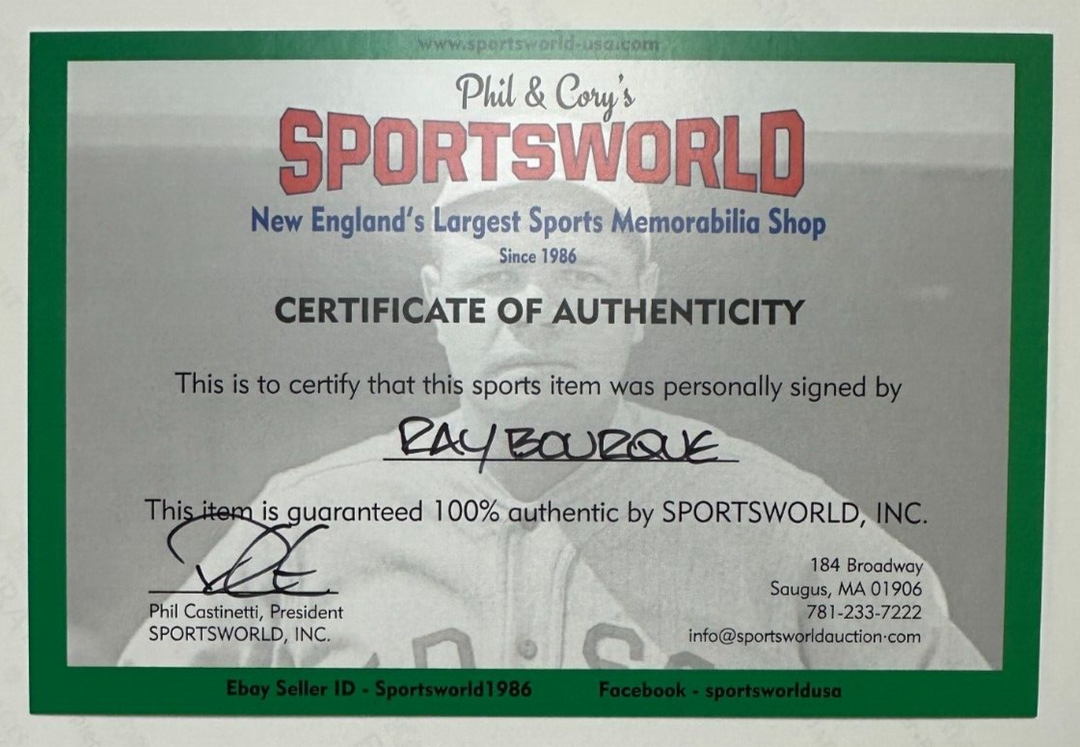 www.sportsworld-usa.com
Phil & Cory's
SPORTSWORLD
New England's Largest Sports Memorabilia Shop
Since 1986
CERTIFICATE OF AUTHENTICITY
This is to certify that this sports item was personally signed by
RAY BOURQUE
This item is guaranteed 100% authentic by SPORTSWORLD, INC.
184 Broadway
Saugus, MA 01906
781-233-7222
info@sportsworldauction·com
Phil Castinetti, President
SPORTSWORLD, INC.
Ebay Seller ID - Sportsworld1986
Facebook - sportsworldusa